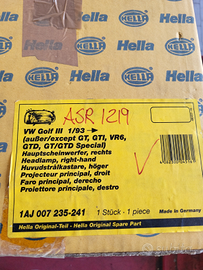 HELLA
Hella
HELLA
Hella
HELLA
ASR 1219
VW Golf III 1/93
(außer/except GT, GTI, VR6,
GTD, GT/GTD Special)
Hauptscheinwerfer, rechts
Headlamp, right-hand
Huvudstrålkastare, höger
Projecteur principal, droit
Faro principal, derecho
Proiettore principale, destro
1AJ 007 235-241
1 Stück - 1 piece
Made in Germany
Hella Original-Teil - Hella Original Spare Part